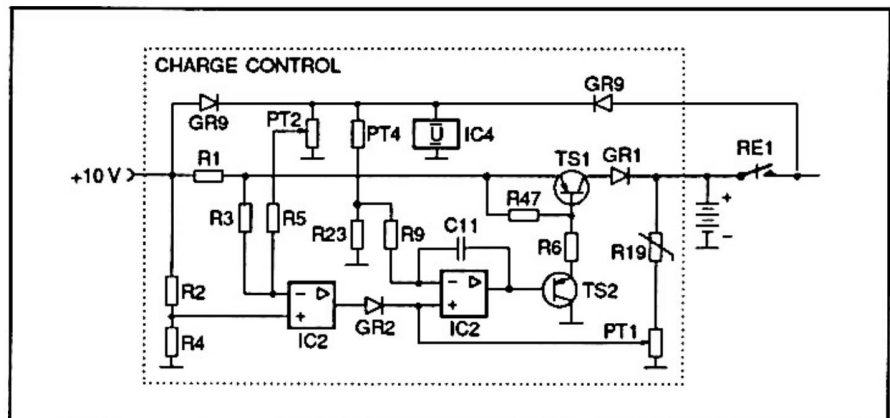 CHARGE CONTROL
GR9
GR9
PT2
PT4
U
IC4
R1
TS1
GR1
RE1
+10 V
R47
+
R3
R5
R23
R9
C11
R6
R19
−
R2
−
−
TS2
+
+
R4
IC2
GR2
IC2
PT1